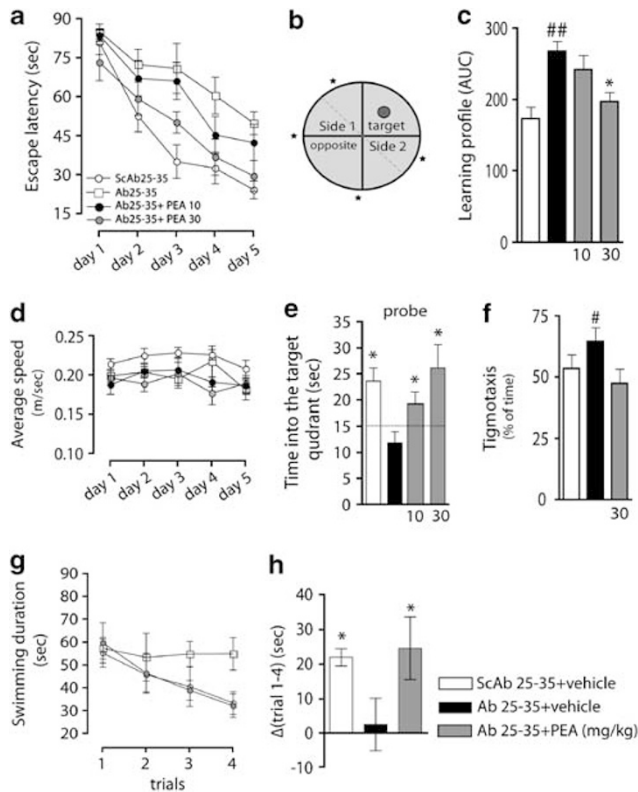 a
Escape latency (sec)
90
75
60
45
30
15
ScAb25-35
Ab25-35
Ab25-35+ PEA 10
Ab25-35+ PEA 30
day 1
day 2
day 3
day 4
day 5
b
Side 1
target
opposite
Side 2
c
Learning profile (AUC)
300
200
100
0
##
*
10
30
d
Average speed
(m/sec)
0.25
0.20
0.15
0.10
day 1
day 2
day 3
day 4
day 5
e
probe
Time into the target
qudrant (sec)
35
30
25
20
15
10
5
0
*
*
*
10
30
f
Tigmotaxis
(% of time)
75
50
25
0
#
30
g
Swimming duration
(sec)
90
80
70
60
50
40
30
20
1
2
3
4
trials
h
Δ(trial 1-4) (sec)
40
30
20
10
0
-10
*
*
ScAb 25-35+vehicle
Ab 25-35+vehicle
Ab 25-35+PEA (mg/kg)